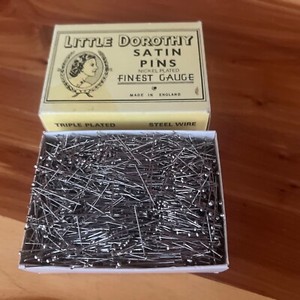 LITTLE DOROTHY
SATIN
PINS
NICKEL PLATED
FINEST GAUGE
MADE IN ENGLAND
TRIPLE PLATED STEEL WIRE